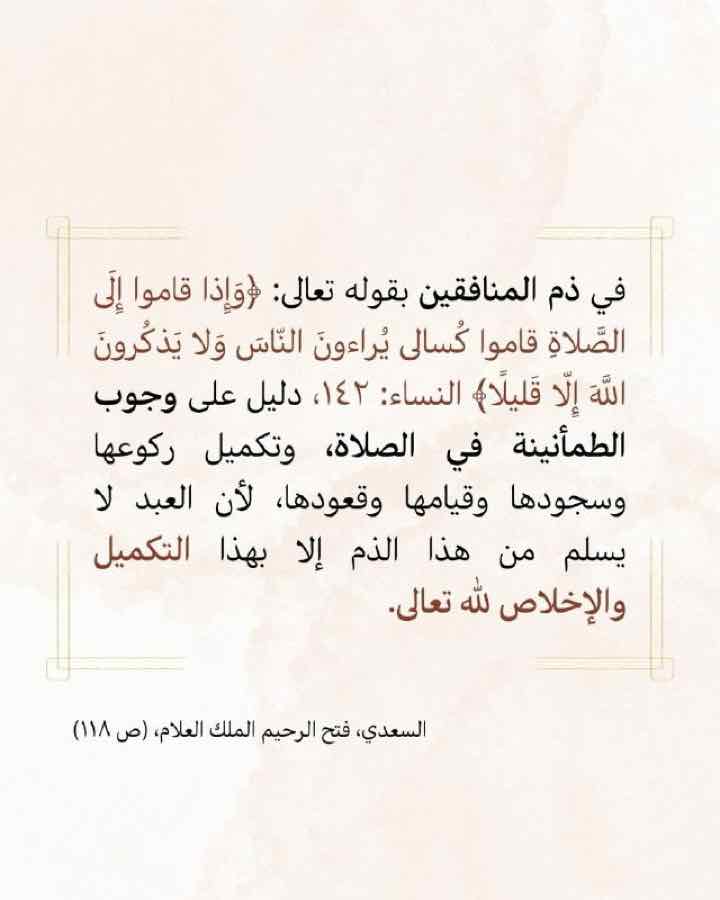 في ذم المنافقين بقوله تعالى: ﴿وَإِذا قاموا إِلَى
الصَّلاةِ قاموا كُسالى يُراءونَ النّاسَ وَلا يَذكُرونَ
اللَّهَ إِلّا قَليلًا﴾ النساء: ١٤٢، دليل على وجوب
الطمأنينة في الصلاة، وتكميل ركوعها
وسجودها وقيامها وقعودها، لأن العبد لا
يسلم من هذا الذم إلا بهذا التكميل
والإخلاص لله تعالى.
السعدي، فتح الرحيم الملك العلام، (ص ١١٨)